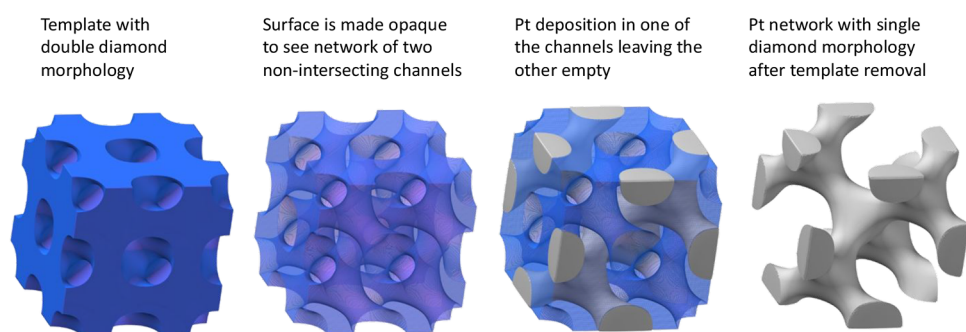 Template with
double diamond
morphology
Surface is made opaque
to see network of two
non-intersecting channels
Pt deposition in one of
the channels leaving the
other empty
Pt network with single
diamond morphology
after template removal